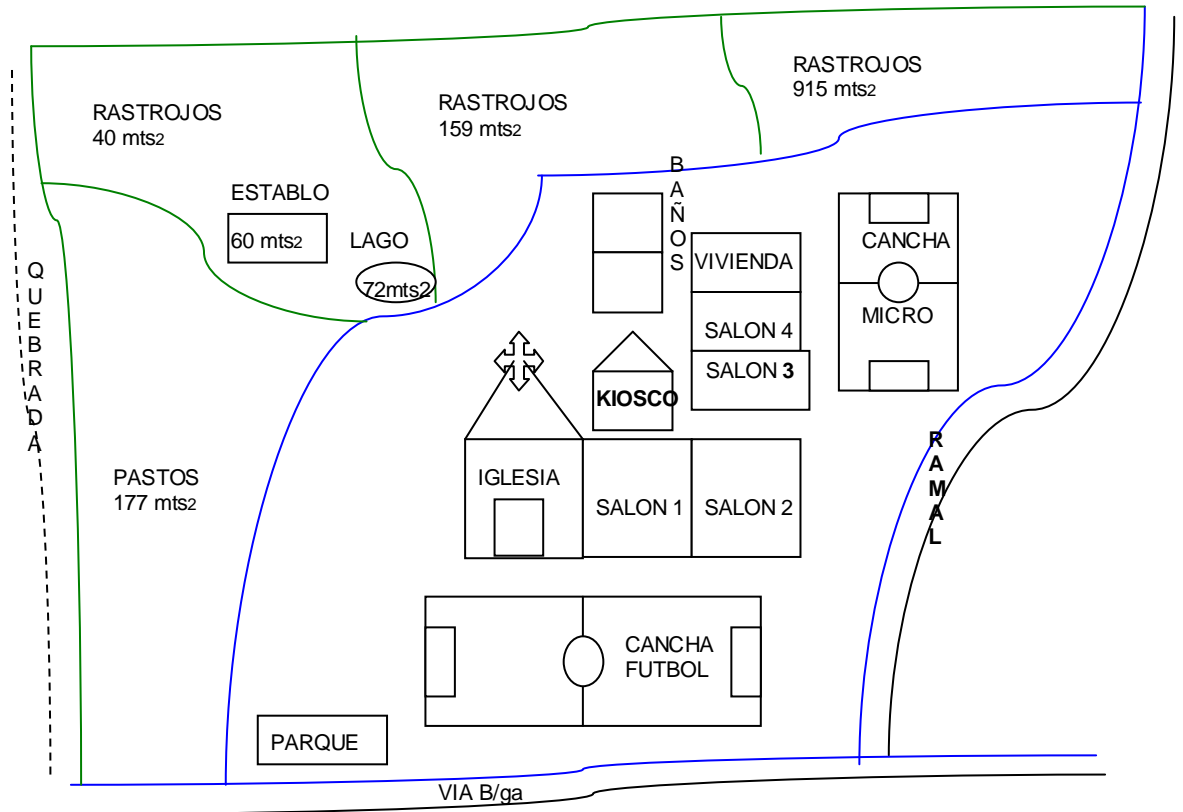 RASTROJOS
915 mts2
RASTROJOS
40 mts2
RASTROJOS
159 mts2
BAÑOS
ESTABLO
60 mts2
LAGO
72mts2
CANCHA
MICRO
VIVIENDA
SALON 4
SALON 3
QUEBRADA
KIOSCO
RAMAL
PASTOS
177 mts2
IGLESIA
SALON 1
SALON 2
CANCHA
FUTBOL
PARQUE
VIA B/ga